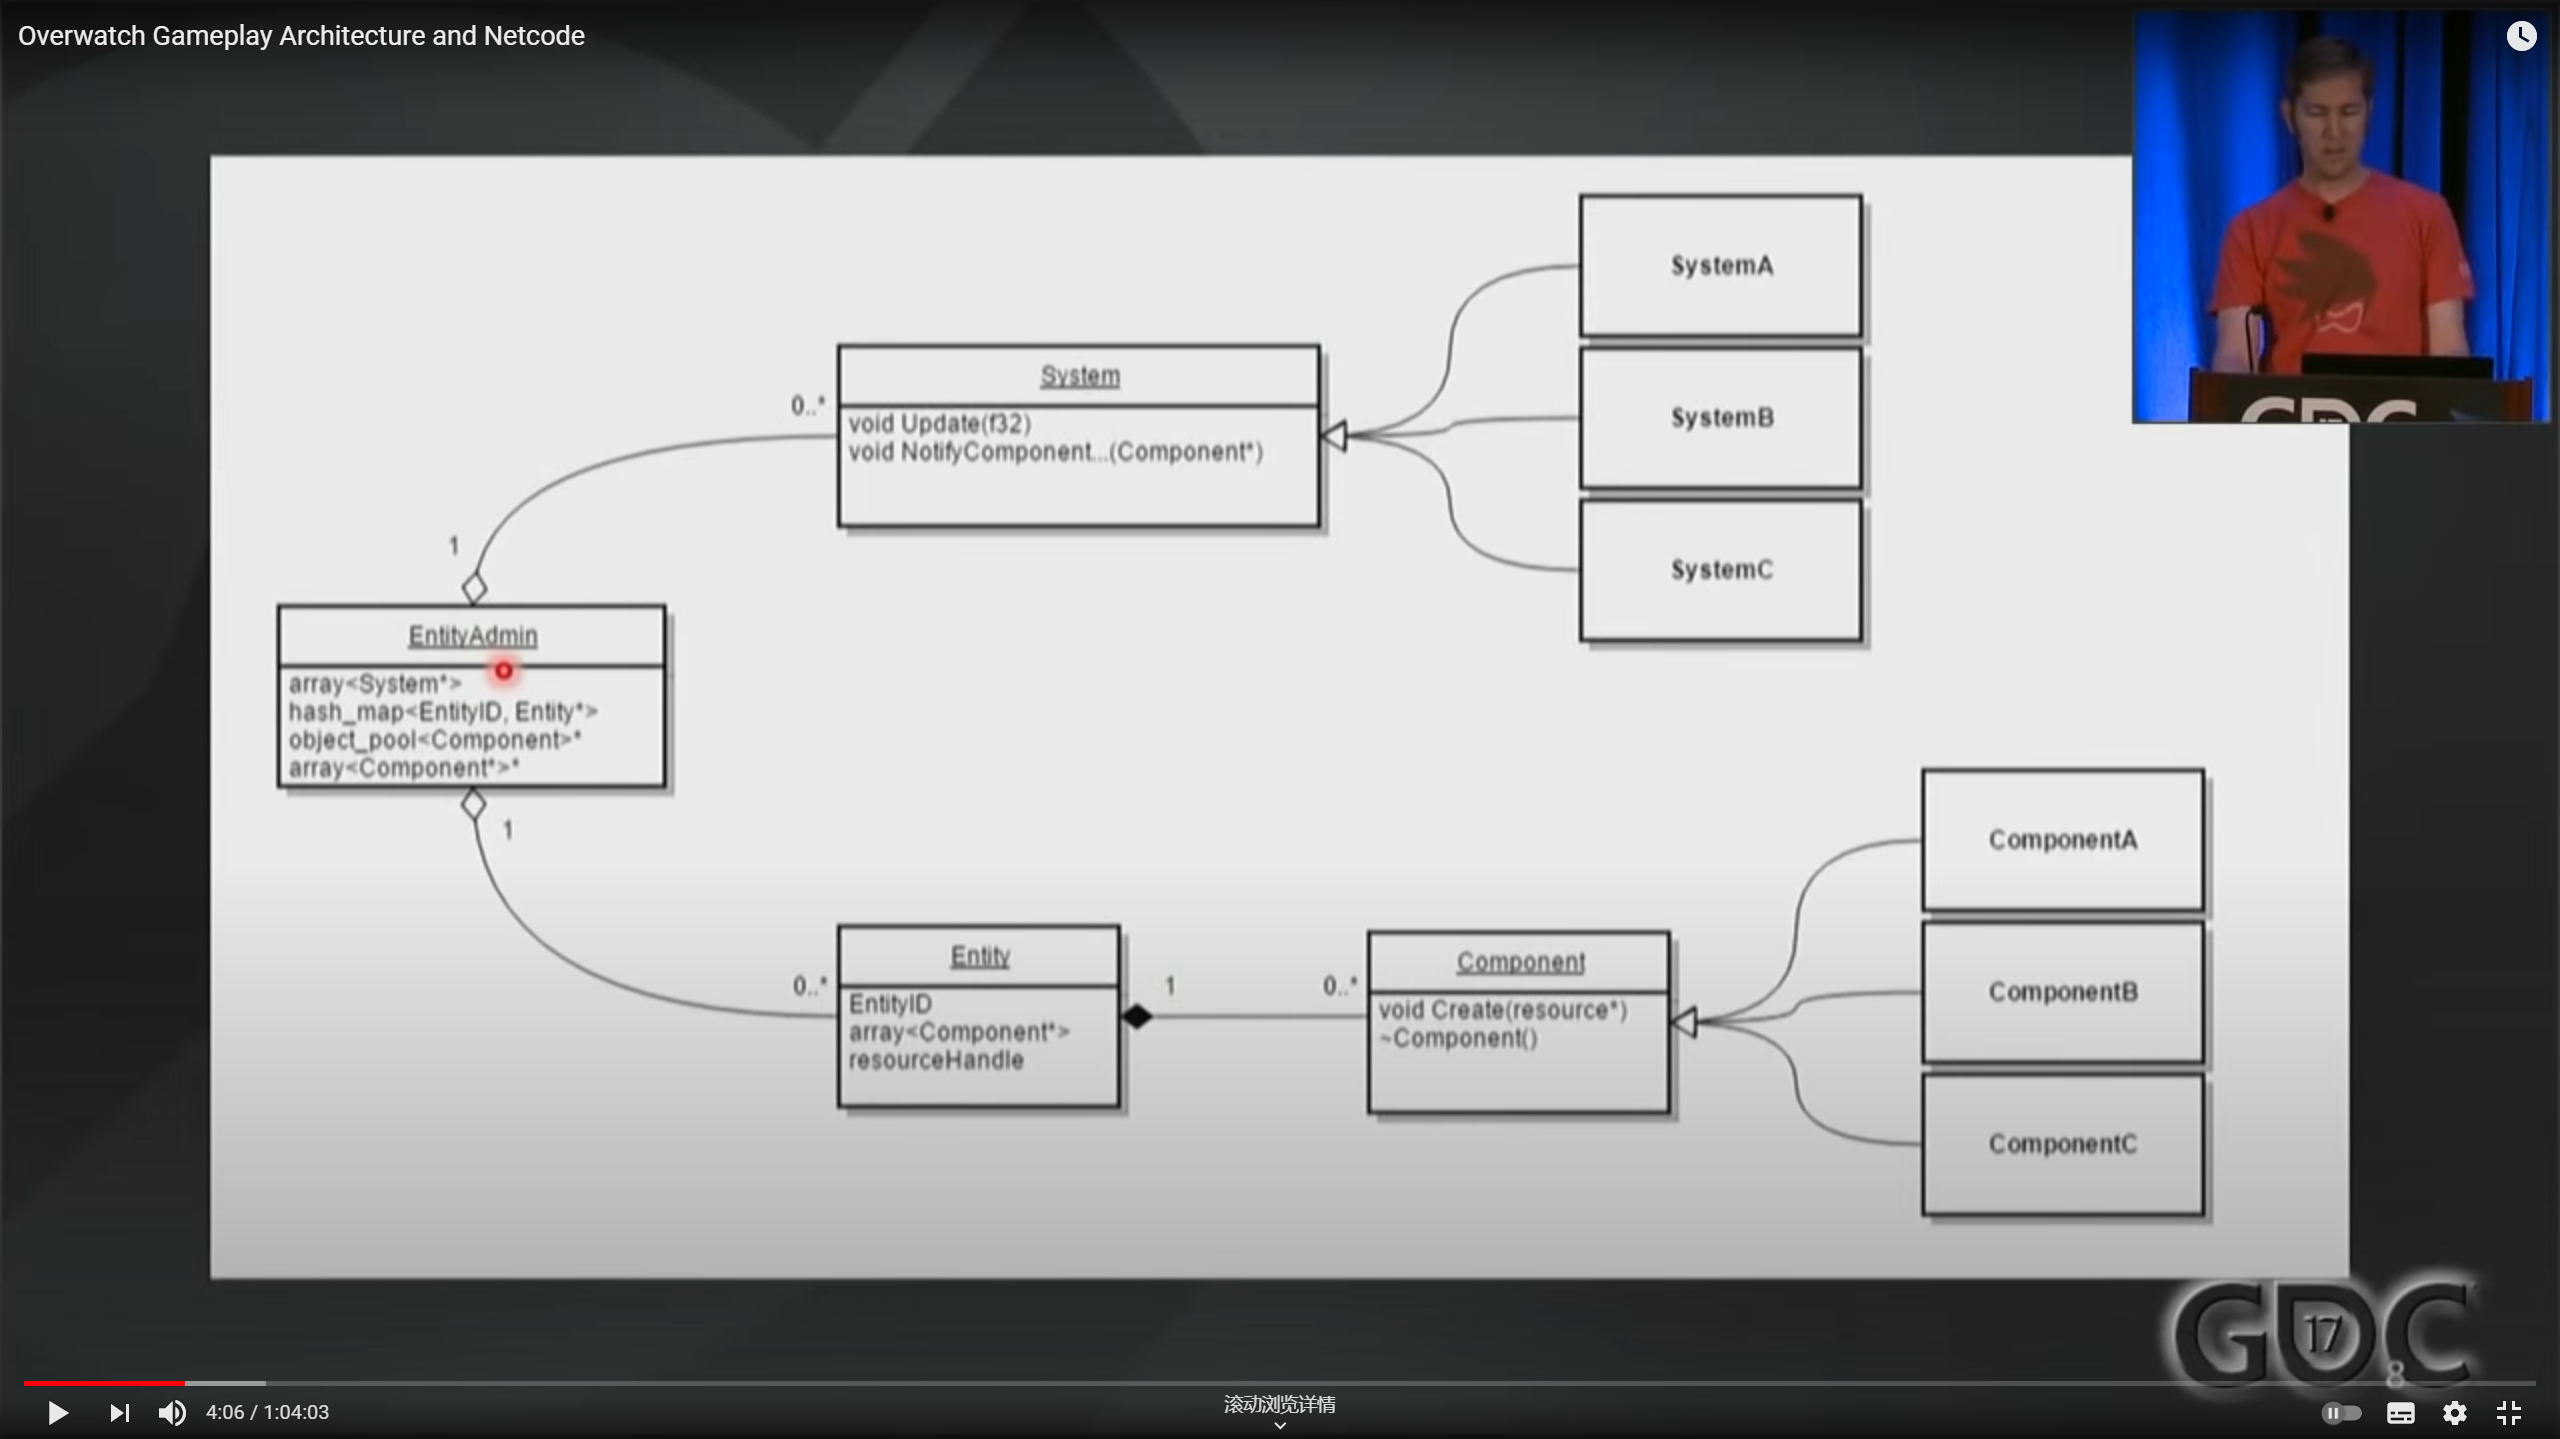 Overwatch Gameplay Architecture and Netcode
SystemA
System
0..*
void Update(f32)
void NotifyComponent...(Component*)
SystemB
1
SystemC
EntityAdmin
array<System*>
hash_map<EntityID, Entity*>
object_pool<Component>*
array<Component*>*
1
ComponentA
0..*
Entity
EntityID
array<Component*>
resourceHandle
1
0..*
Component
void Create(resource*)
~Component()
ComponentB
ComponentC
GDC
GDC
17
8
4:06 / 1:04:03
滚动浏览详情